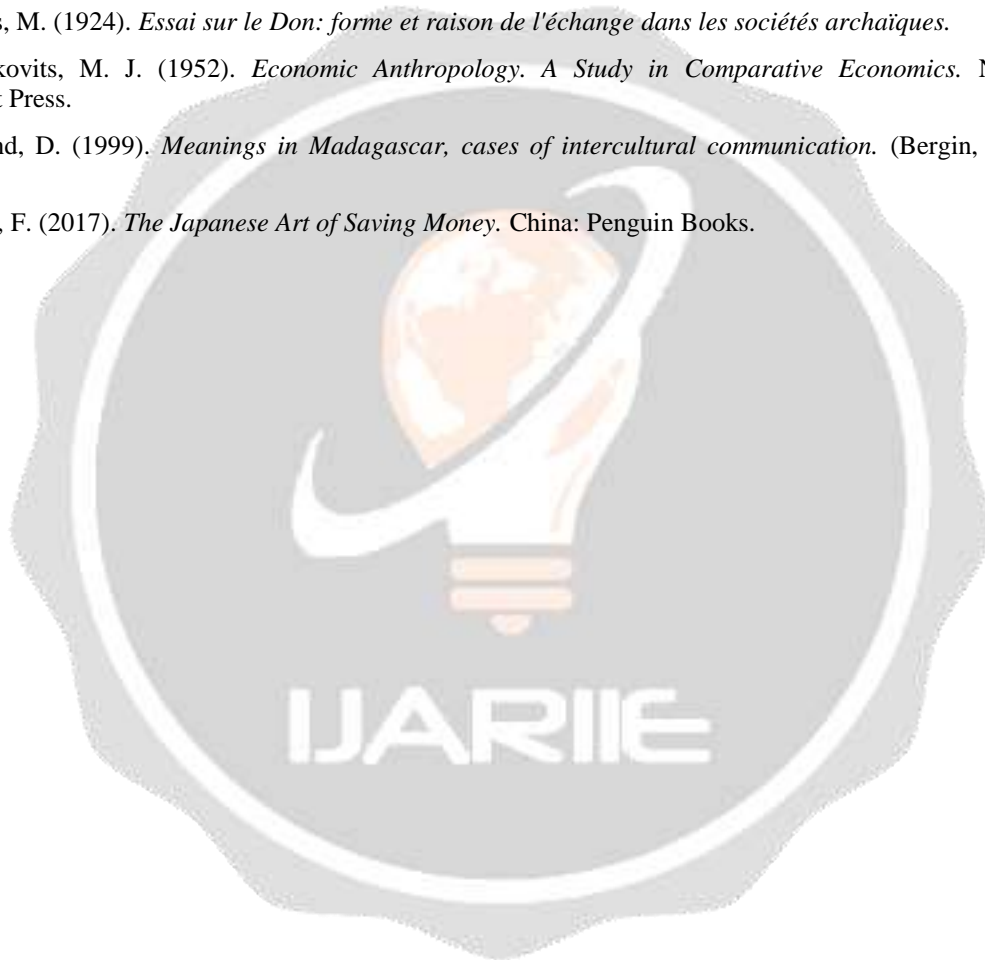 s, M. (1924). Essai sur le Don: forme et raison de l'échange dans les sociétés archaïques.
kovits, M. J. (1952). Economic Anthropology. A Study in Comparative Economics. N
t Press.
nd, D. (1999). Meanings in Madagascar, cases of intercultural communication. (Bergin,
, F. (2017). The Japanese Art of Saving Money. China: Penguin Books.
IJARIIE